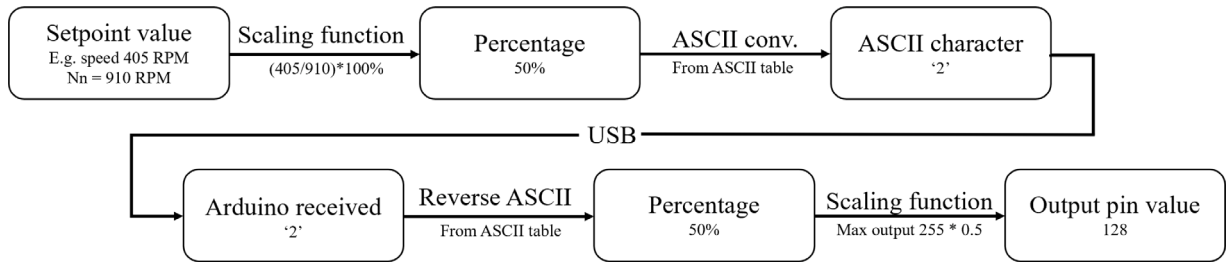 Setpoint value
E.g. speed 405 RPM
Nn = 910 RPM
Scaling function
(405/910)*100%
Percentage
50%
ASCII conv.
From ASCII table
ASCII character
‘2’
USB
Arduino received
‘2’
Reverse ASCII
From ASCII table
Percentage
50%
Scaling function
Max output 255 * 0.5
Output pin value
128